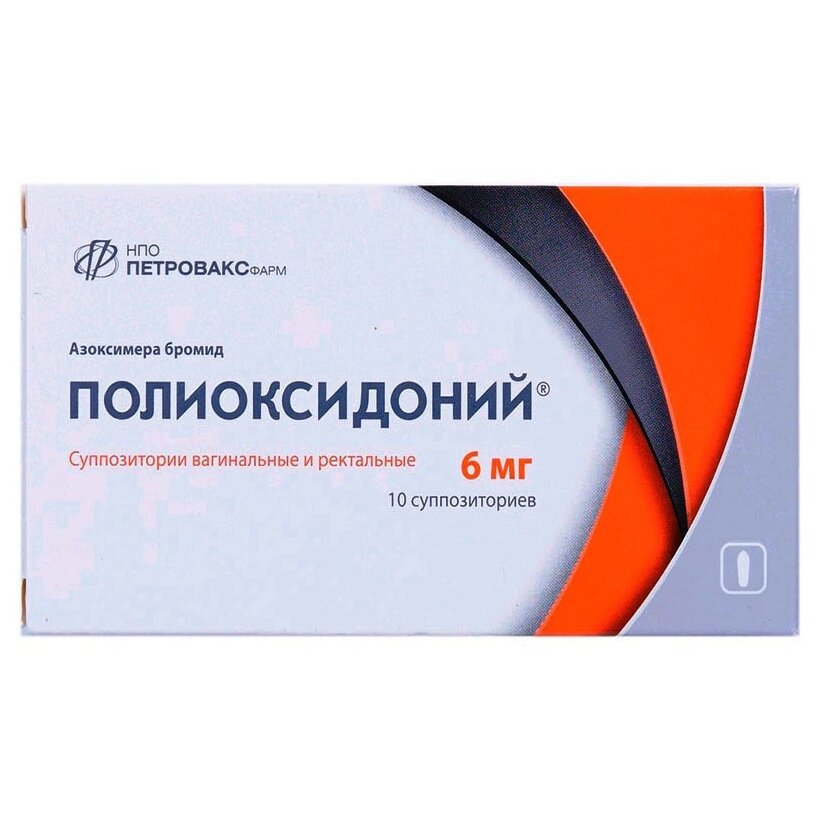 НПО
ПЕТРОВАКСФАРМ
Азоксимера бромид
ПОЛИОКСИДОНИЙ®
Суппозитории вагинальные и ректальные 6 мг
10 суппозиториев